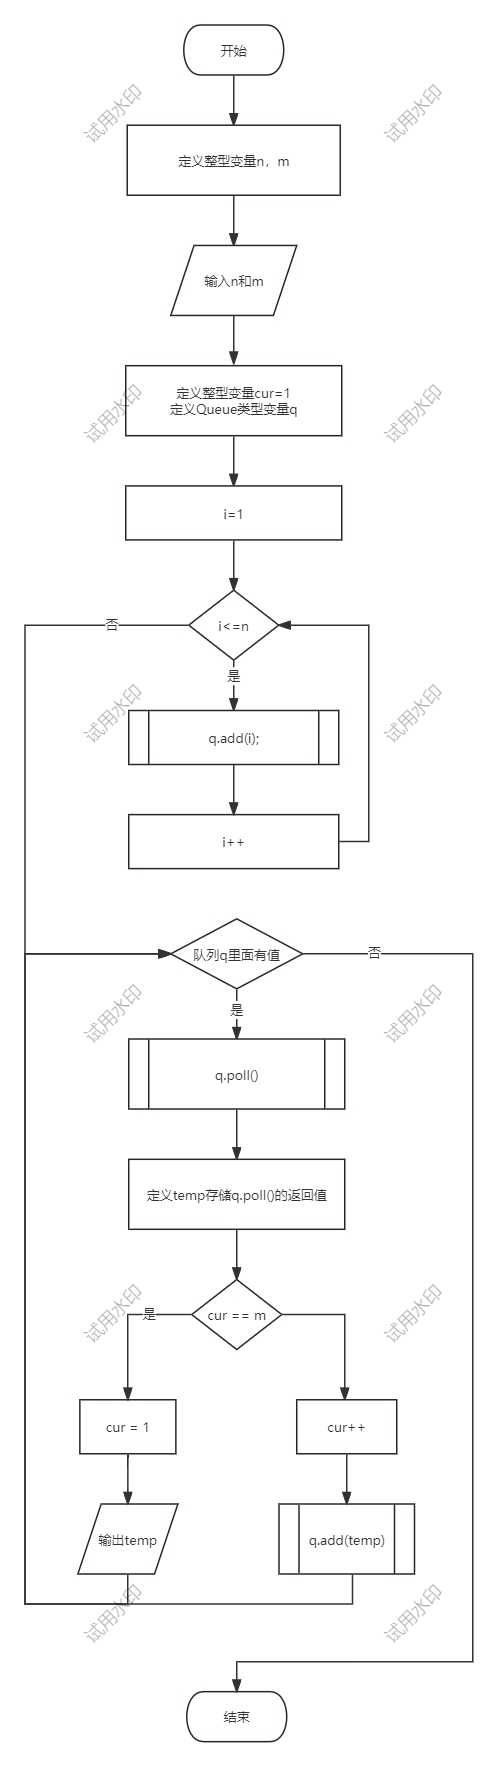 开始
试用水印
试用水印
定义整型变量n，m
输入n和m
定义整型变量cur=1
定义Queue类型变量q
试用水印
试用水印
i=1
否
i<=n
是
试用水印
试用水印
q.add(i);
i++
队列q里面有值
否
是
试用水印
试用水印
q.poll()
定义temp存储q.poll()的返回值
试用水印
试用水印
是
cur == m
cur = 1
cur++
输出temp
q.add(temp)
试用水印
试用水印
结束